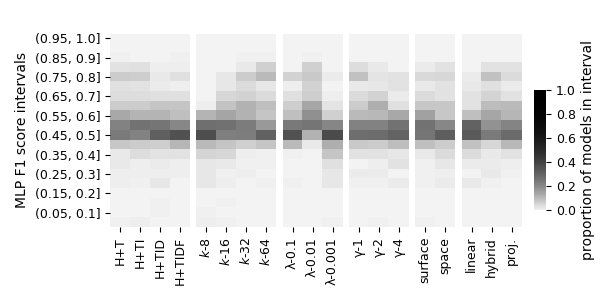 MLP F1 score intervals
(0.95, 1.0]
(0.85, 0.9]
(0.75, 0.8]
(0.65, 0.7]
(0.55, 0.6]
(0.45, 0.5]
(0.35, 0.4]
(0.25, 0.3]
(0.15, 0.2]
(0.05, 0.1]
H+T
H+TI
H+TID
H+TIDF
k-8
k-16
k-32
k-64
λ-0.1
λ-0.01
λ-0.001
γ-1
γ-2
γ-4
surface
space
linear
hybrid
proj.
1.0
0.8
0.6
0.4
0.2
0.0
proportion of models in interval